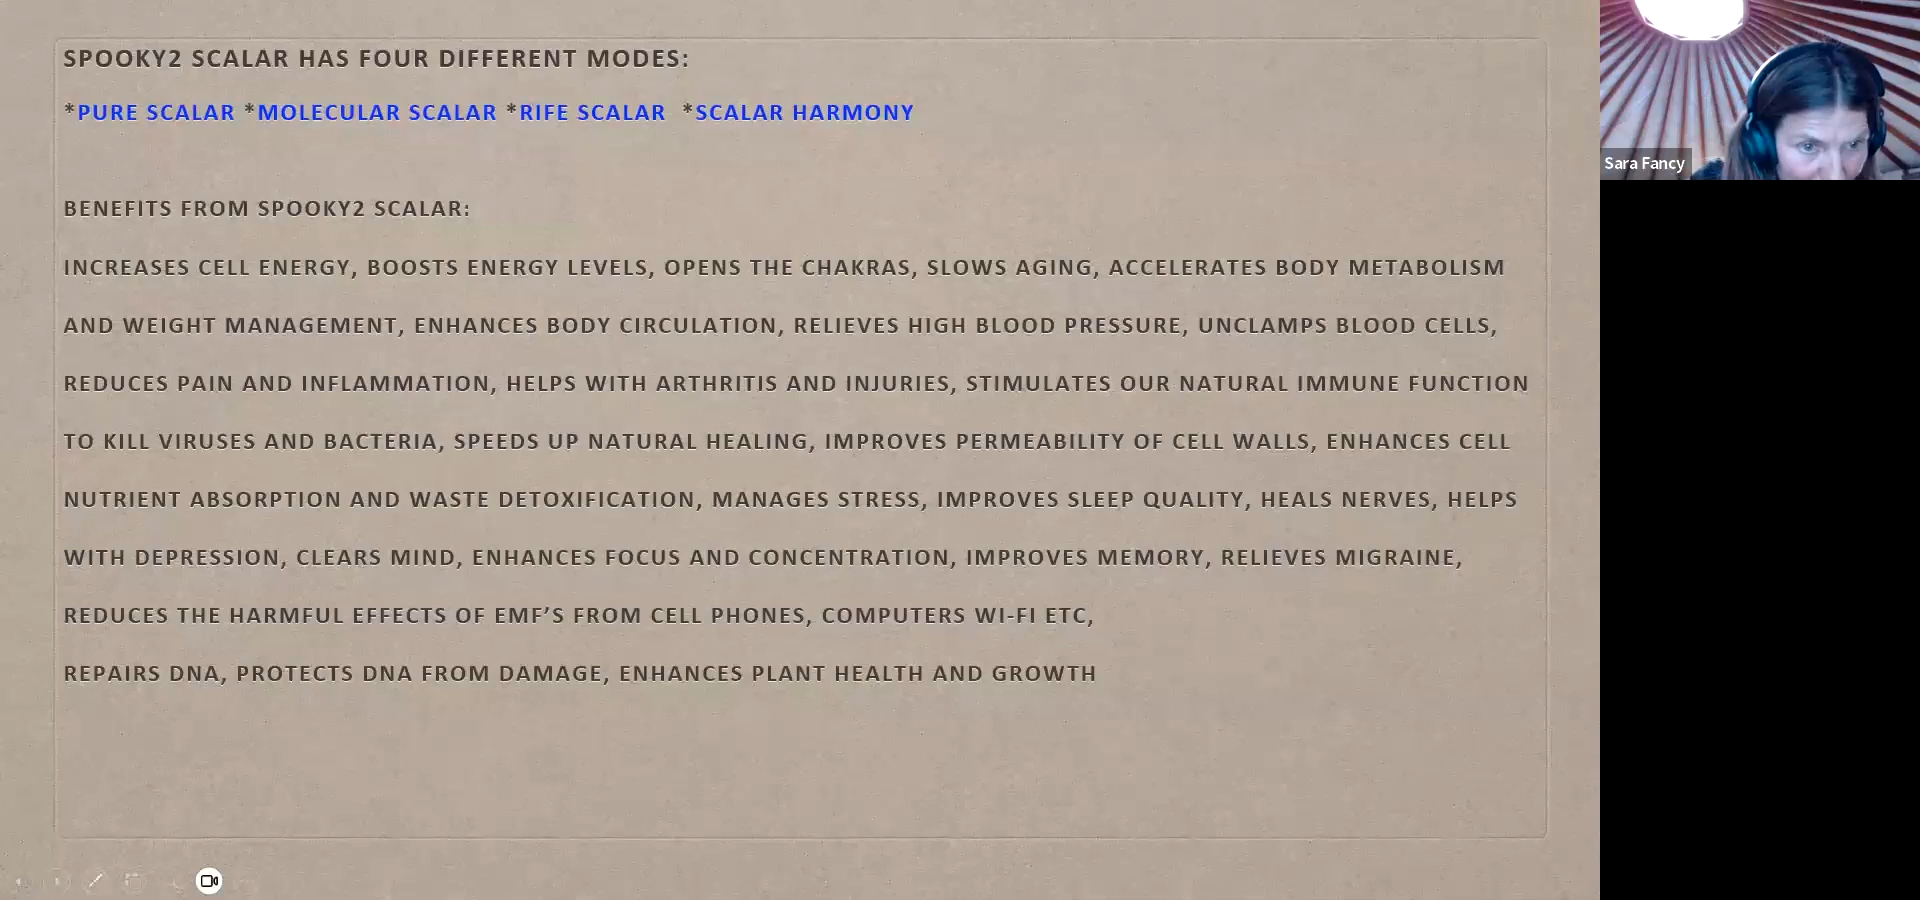 SPOOKY2 SCALAR HAS FOUR DIFFERENT MODES:
*PURE SCALAR *MOLECULAR SCALAR *RIFE SCALAR *SCALAR HARMONY
BENEFITS FROM SPOOKY2 SCALAR:
INCREASES CELL ENERGY, BOOSTS ENERGY LEVELS, OPENS THE CHAKRAS, SLOWS AGING, ACCELERATES BODY METABOLISM
AND WEIGHT MANAGEMENT, ENHANCES BODY CIRCULATION, RELIEVES HIGH BLOOD PRESSURE, UNCLAMPS BLOOD CELLS,
REDUCES PAIN AND INFLAMMATION, HELPS WITH ARTHRITIS AND INJURIES, STIMULATES OUR NATURAL IMMUNE FUNCTION
TO KILL VIRUSES AND BACTERIA, SPEEDS UP NATURAL HEALING, IMPROVES PERMEABILITY OF CELL WALLS, ENHANCES CELL
NUTRIENT ABSORPTION AND WASTE DETOXIFICATION, MANAGES STRESS, IMPROVES SLEEP QUALITY, HEALS NERVES, HELPS
WITH DEPRESSION, CLEARS MIND, ENHANCES FOCUS AND CONCENTRATION, IMPROVES MEMORY, RELIEVES MIGRAINE,
REDUCES THE HARMFUL EFFECTS OF EMF'S FROM CELL PHONES, COMPUTERS WI-FI ETC,
REPAIRS DNA, PROTECTS DNA FROM DAMAGE, ENHANCES PLANT HEALTH AND GROWTH
Sara Fancy